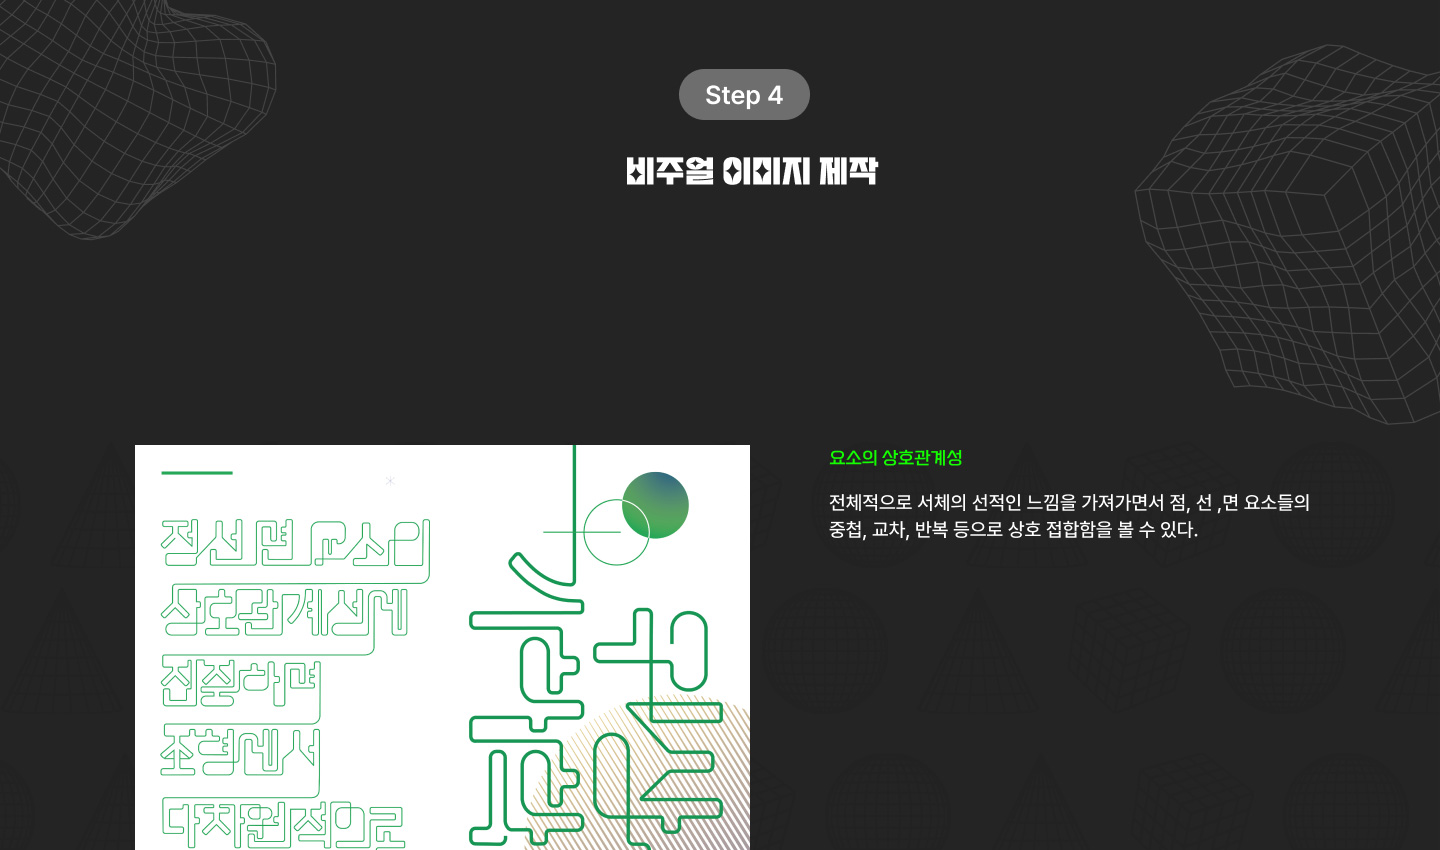 Step 4
비주얼 이미지 제작
점 선 면 요소의
상호관계성에
집중하면
조형에서
다차원적으로
요소의 상호관계성
전체적으로 서체의 선적인 느낌을 가져가면서 점, 선 ,면 요소들의
중첩, 교차, 반복 등으로 상호 접합함을 볼 수 있다.